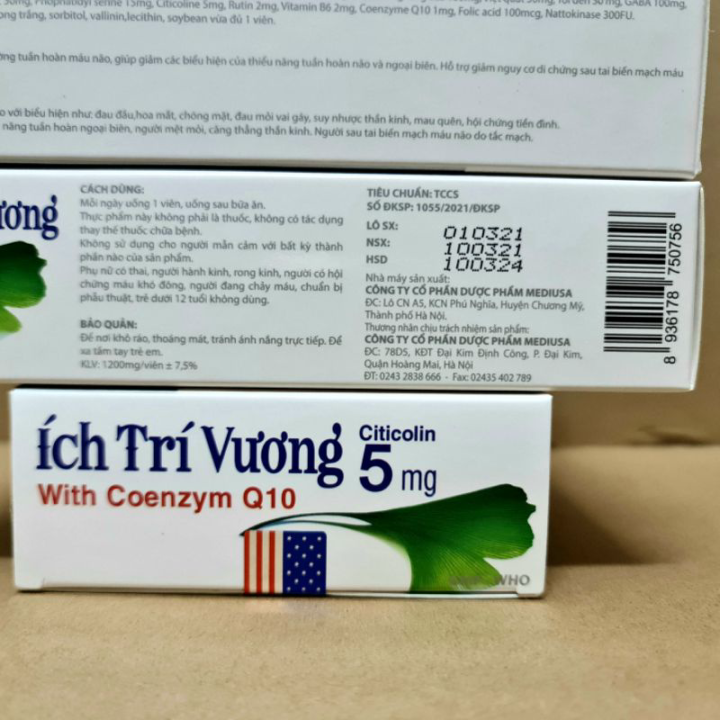 30mg, Phophatidyl serine 15mg, Citicoline 5mg, Rutin 2mg, Vitamin B6 2mg, Coenzyme Q10 1mg, Folic acid 100mcg, Nattokinase 300FU.
trắng, sorbitol, vallinin,lecithin, soybean vừa đủ 1 viên.
tuần hoàn máu não, giúp giảm các biểu hiện của thiểu năng tuần hoàn não và ngoại biên. Hỗ trợ giảm nguy cơ di chứng sau tai biến mạch máu
với biểu hiện như: đau đầu,hoa mắt, chóng mặt, đau mỏi vai gáy, suy nhược thần kinh, mau quên, hội chứng tiền đình.
năng tuần hoàn ngoại biên, người mệt mỏi, căng thẳng thần kinh. Người sau tai biến mạch máu não do tắc mạch.
ương
CÁCH DÙNG:
Mỗi ngày uống 1 viên, uống sau bữa ăn.
Thực phẩm này không phải là thuốc, không có tác dụng
thay thế thuốc chữa bệnh.
Không sử dụng cho người mẫn cảm với bất kỳ thành
phần nào của sản phẩm.
Phụ nữ có thai, người hành kinh, rong kinh, người có hội
chứng máu khó đông, người đang chảy máu, chuẩn bị
phẫu thuật, trẻ dưới 12 tuổi không dùng.
BẢO QUẢN:
Để nơi khô ráo, thoáng mát, tránh ánh nắng trực tiếp. Để
xa tầm tay trẻ em.
KLV: 1200mg/viên ± 7,5%
TIÊU CHUẨN: TCCS
SỐ ĐKSP: 1055/2021/ĐKSP
LÔ SX: 010321
NSX: 100321
HSD 100324
Nhà máy sản xuất:
CÔNG TY CỔ PHẦN DƯỢC PHẨM MEDIUSA
ĐC: Lô CN A5, KCN Phú Nghĩa, Huyện Chương Mỹ,
Thành phố Hà Nội.
Thương nhân chịu trách nhiệm sản phẩm:
CÔNG TY CỔ PHẦN DƯỢC PHẨM MEDIUSA
ĐC: 78D5, KĐT Đại Kim Định Công, P. Đại Kim,
Quận Hoàng Mai, Hà Nội
ĐT: 0243 2838 666 - Fax: 02435 402 789
8 936178 750756
Ích Trí Vương
Citicolin
5 mg
With Coenzym Q10
WHO